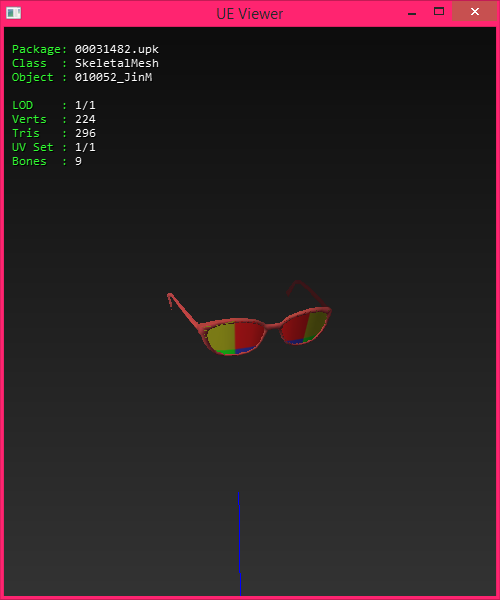 UE Viewer
Package: 00031482.upk
Class  : SkeletalMesh
Object : 010052_JinM
LOD    : 1/1
Verts  : 224
Tris   : 296
UV Set : 1/1
Bones  : 9